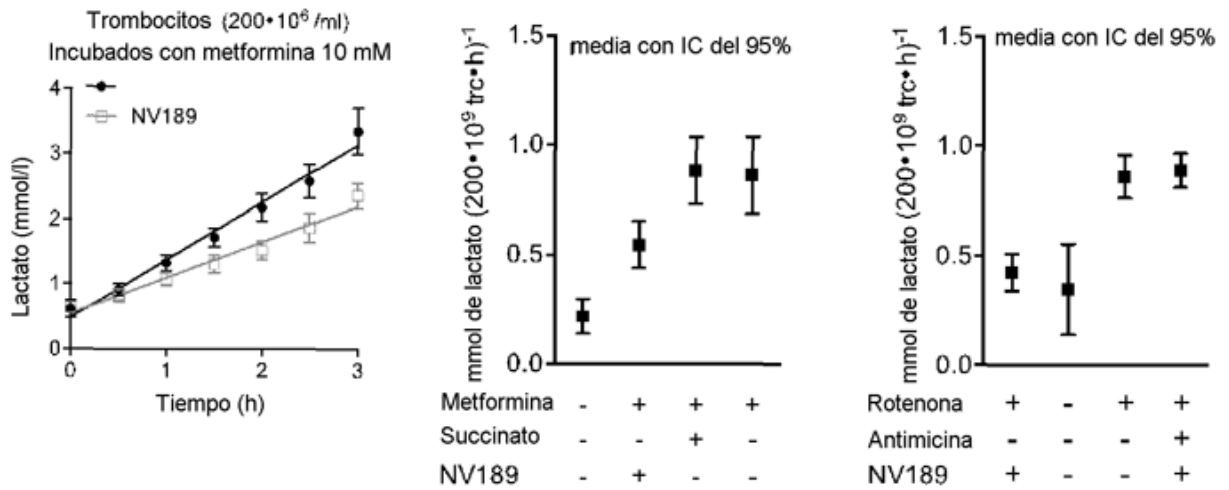 Trombocitos (200•10⁶/ml)
Incubados con metformina 10 mM
NV189
Lactato (mmol/l)
4
3
2
1
0
0 1 2 3
Tiempo (h)
mmol de lactato (200•10⁹ trc•h)⁻¹
media con IC del 95%
1.5
1.0
0.5
0.0
Metformina - + + +
Succinato - - + -
NV189 - + - -
mmol de lactato (200•10⁹ trc•h)⁻¹
media con IC del 95%
1.5
1.0
0.5
0.0
Rotenona + - + +
Antimicina - - - +
NV189 + - - +